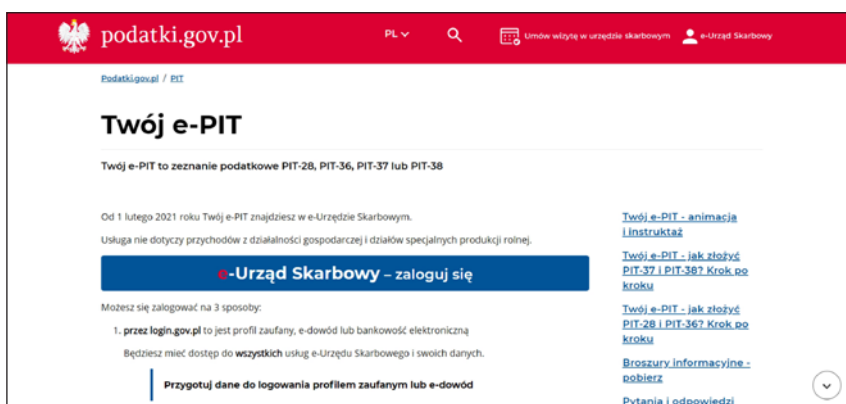 podatki.gov.pl
PL
Umów wizytę w urzędzie skarbowym
e-Urząd Skarbowy
Podatki.gov.pl / PIT
Twój e-PIT
Twój e-PIT to zeznanie podatkowe PIT-28, PIT-36, PIT-37 lub PIT-38
Od 1 lutego 2021 roku Twój e-PIT znajdziesz w e-Urzędzie Skarbowym.
Usługa nie dotyczy przychodów z działalności gospodarczej i działów specjalnych produkcji rolnej.
e-Urząd Skarbowy – zaloguj się
Możesz się zalogować na 3 sposoby:
1. przez login.gov.pl to jest profil zaufany, e-dowód lub bankowość elektroniczną
Będziesz mieć dostęp do wszystkich usług e-Urzędu Skarbowego i swoich danych.
Przygotuj dane do logowania profilem zaufanym lub e-dowód
Twój e-PIT - animacja
i instruktaż
Twój e-PIT - jak złożyć
PIT-37 i PIT-38? Krok po
kroku
Twój e-PIT - jak złożyć
PIT-28 i PIT-36? Krok po
kroku
Broszury informacyjne -
pobierz
Pytania i odpowiedzi